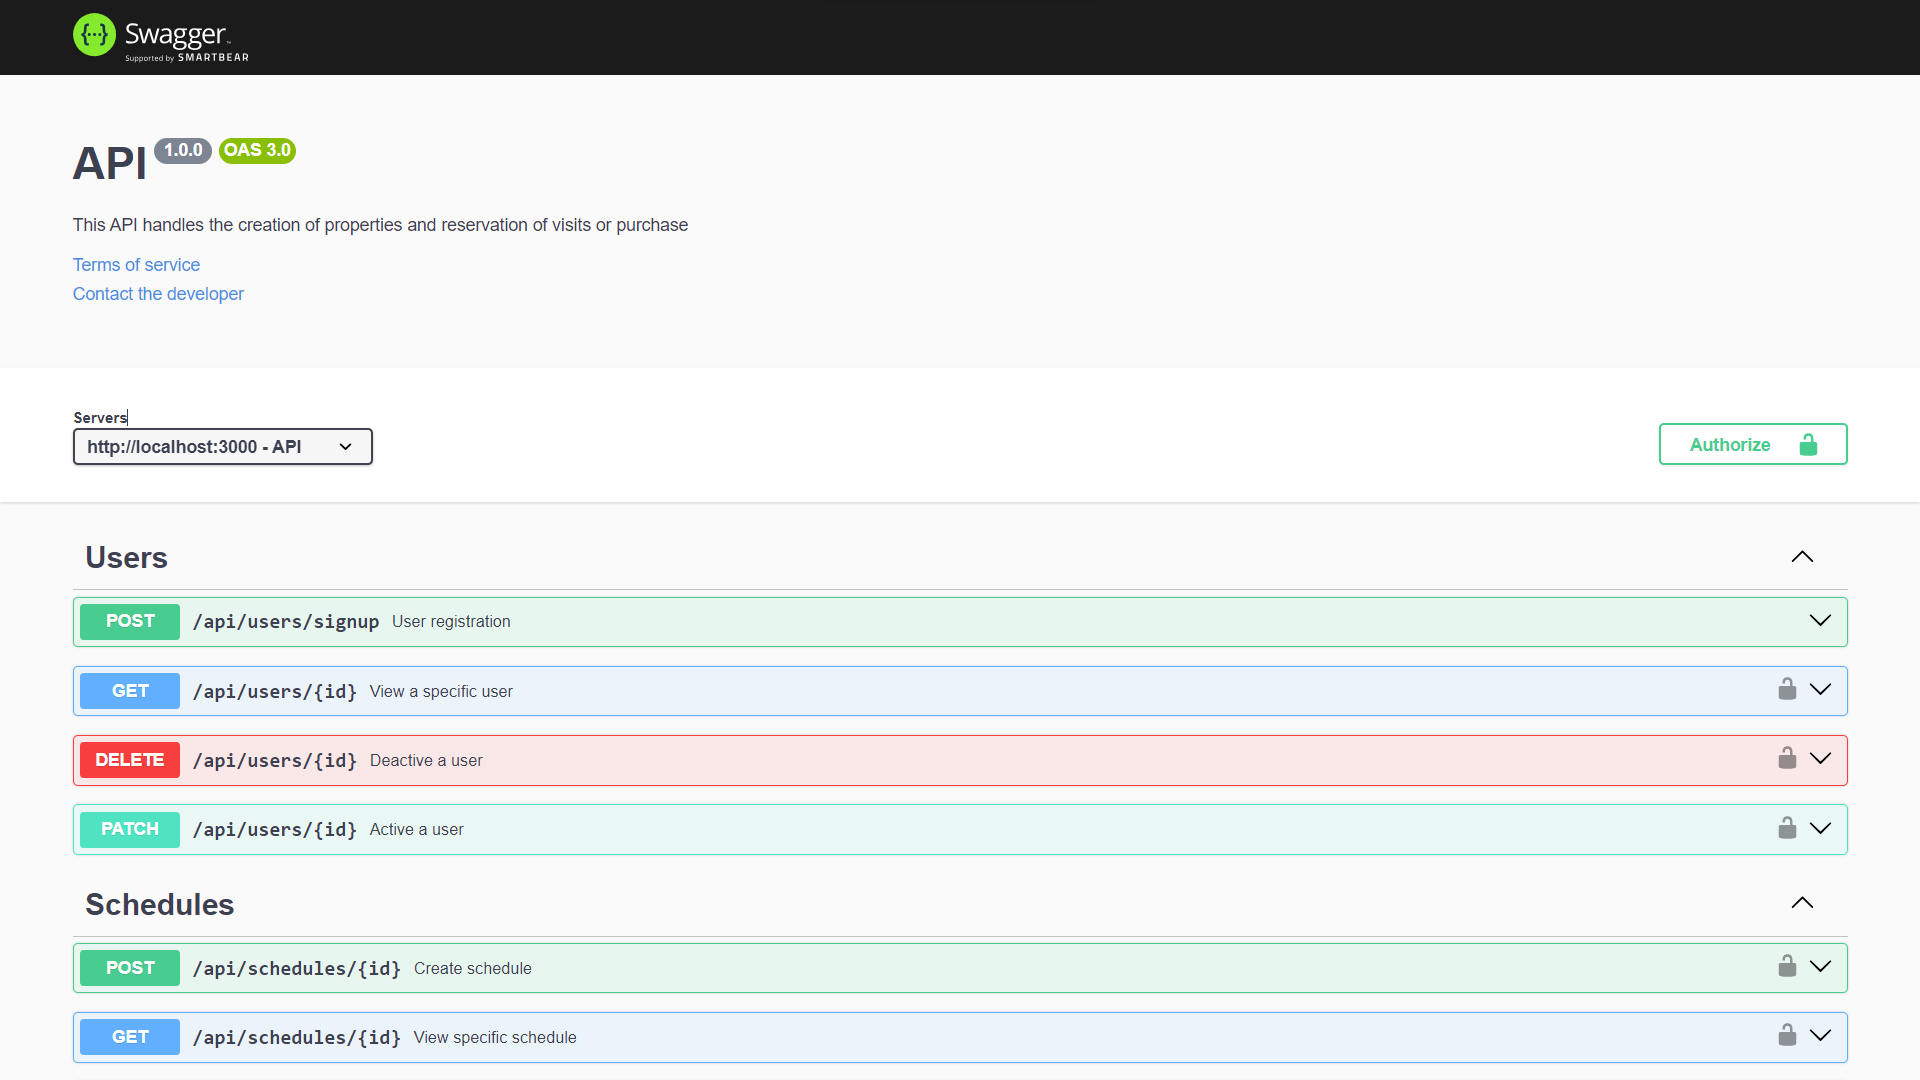 Swagger
Supported by SMARTBEAR
API 1.0.0 OAS 3.0
This API handles the creation of properties and reservation of visits or purchase
Terms of service
Contact the developer
Servers
http://localhost:3000 - API
Authorize
Users
POST /api/users/signup User registration
GET /api/users/{id} View a specific user
DELETE /api/users/{id} Deactive a user
PATCH /api/users/{id} Active a user
Schedules
POST /api/schedules/{id} Create schedule
GET /api/schedules/{id} View specific schedule